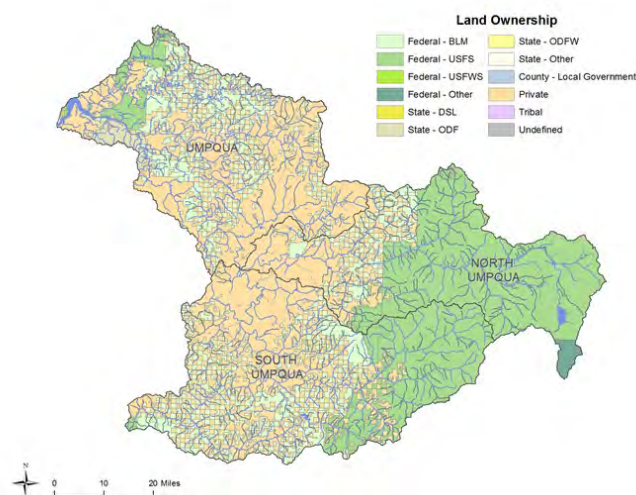 Land Ownership
Federal - BLM
Federal - USFS
Federal - USFWS
Federal - Other
State - DSL
State - ODF
State - ODFW
State - Other
County - Local Government
Private
Tribal
Undefined
UMPQUA
NORTH
UMPQUA
SOUTH
UMPQUA
N
0 5 10 20 Miles